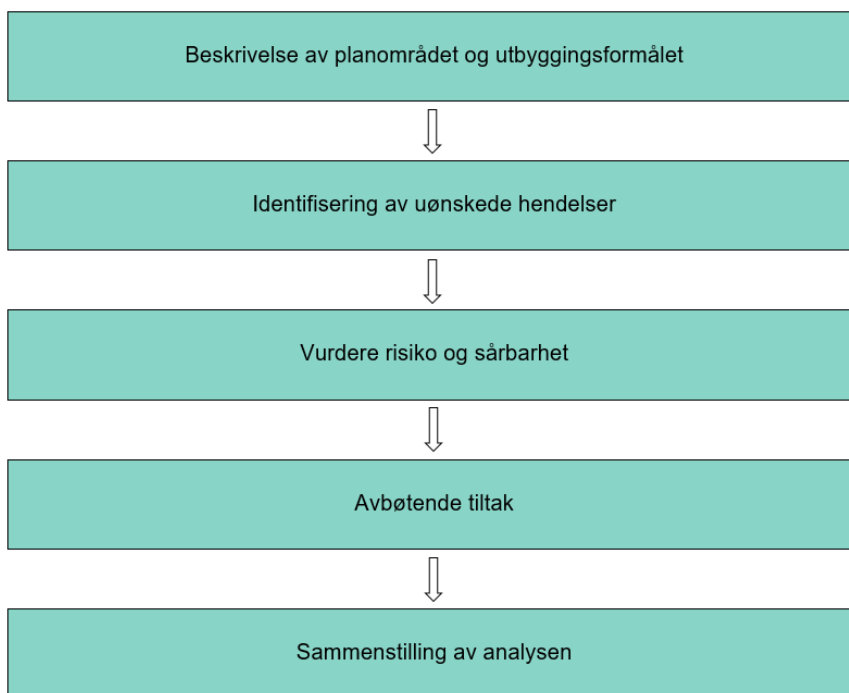 Beskrivelse av planområdet og utbyggingsformålet
Identifisering av uønskede hendelser
Vurdere risiko og sårbarhet
Avbøtende tiltak
Sammenstilling av analysen